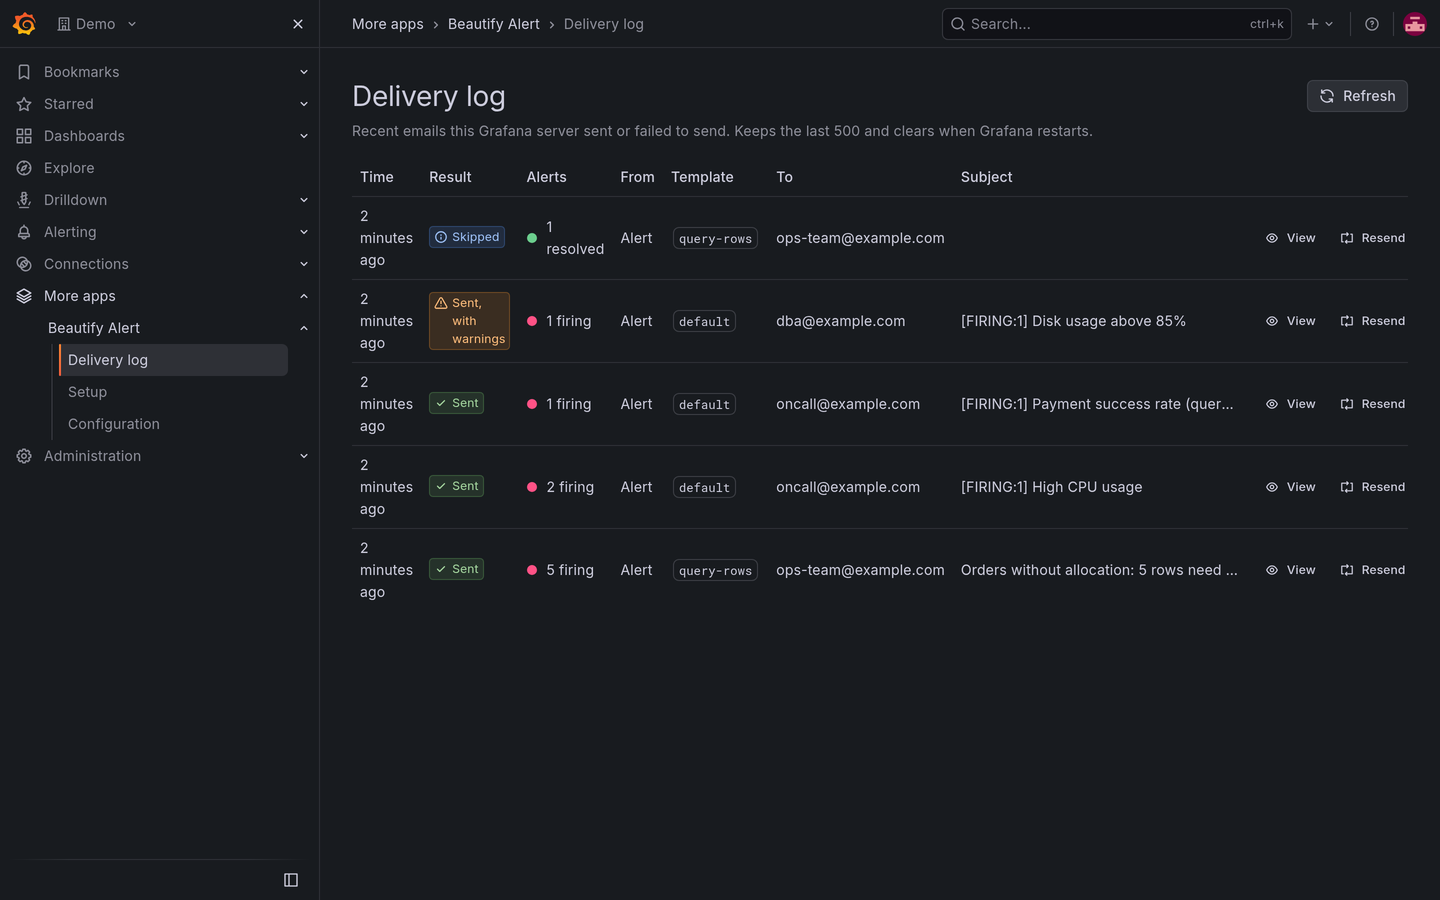 Demo
More apps › Beautify Alert › Delivery log
Search... ctrl+k
Bookmarks
Starred
Dashboards
Explore
Drilldown
Alerting
Connections
More apps
Beautify Alert
Delivery log
Setup
Configuration
Administration
Delivery log
Refresh
Recent emails this Grafana server sent or failed to send. Keeps the last 500 and clears when Grafana restarts.
Time Result Alerts From Template To Subject
2 minutes ago Skipped 1 resolved Alert query-rows ops-team@example.com View Resend
2 minutes ago Sent, with warnings 1 firing Alert default dba@example.com [FIRING:1] Disk usage above 85% View Resend
2 minutes ago Sent 1 firing Alert default oncall@example.com [FIRING:1] Payment success rate (quer... View Resend
2 minutes ago Sent 2 firing Alert default oncall@example.com [FIRING:1] High CPU usage View Resend
2 minutes ago Sent 5 firing Alert query-rows ops-team@example.com Orders without allocation: 5 rows need ... View Resend